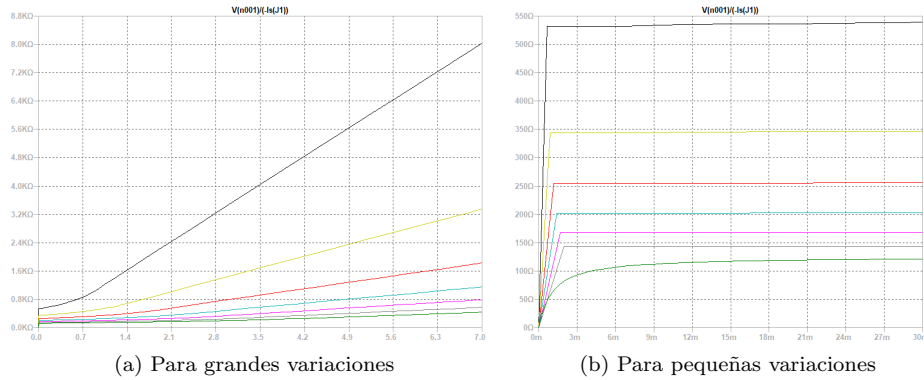 V(n001)/(-Is(J1))
8.8KΩ
8.0KΩ
7.2KΩ
6.4KΩ
5.6KΩ
4.8KΩ
4.0KΩ
3.2KΩ
2.4KΩ
1.6KΩ
0.8KΩ
0.0KΩ
0.0 0.7 1.4 2.1 2.8 3.5 4.2 4.9 5.6 6.3 7.0
(a) Para grandes variaciones
V(n001)/(-Is(J1))
550Ω
500Ω
450Ω
400Ω
350Ω
300Ω
250Ω
200Ω
150Ω
100Ω
50Ω
0Ω
0m 3m 6m 9m 12m 15m 18m 21m 24m 27m 30m
(b) Para pequeñas variaciones